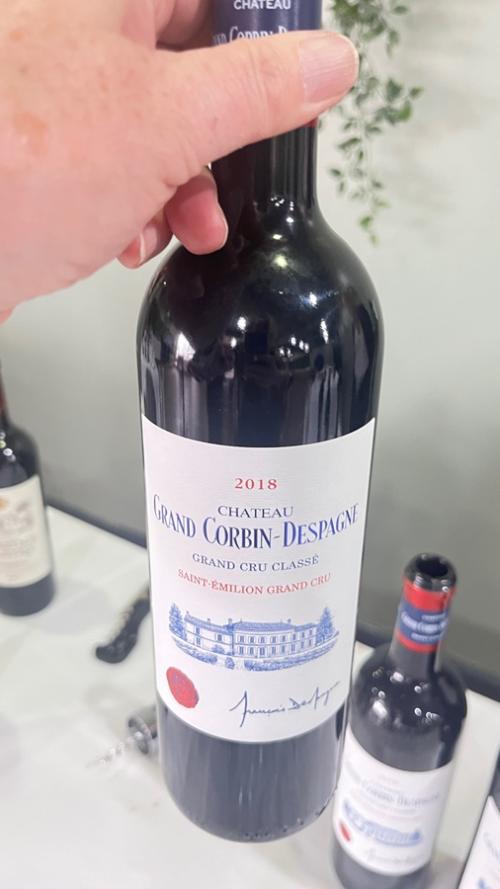 CHATEAU
2018
CHATEAU
GRAND CORBIN-DESPAGNE
GRAND CRU CLASSÉ
SAINT-ÉMILION GRAND CRU